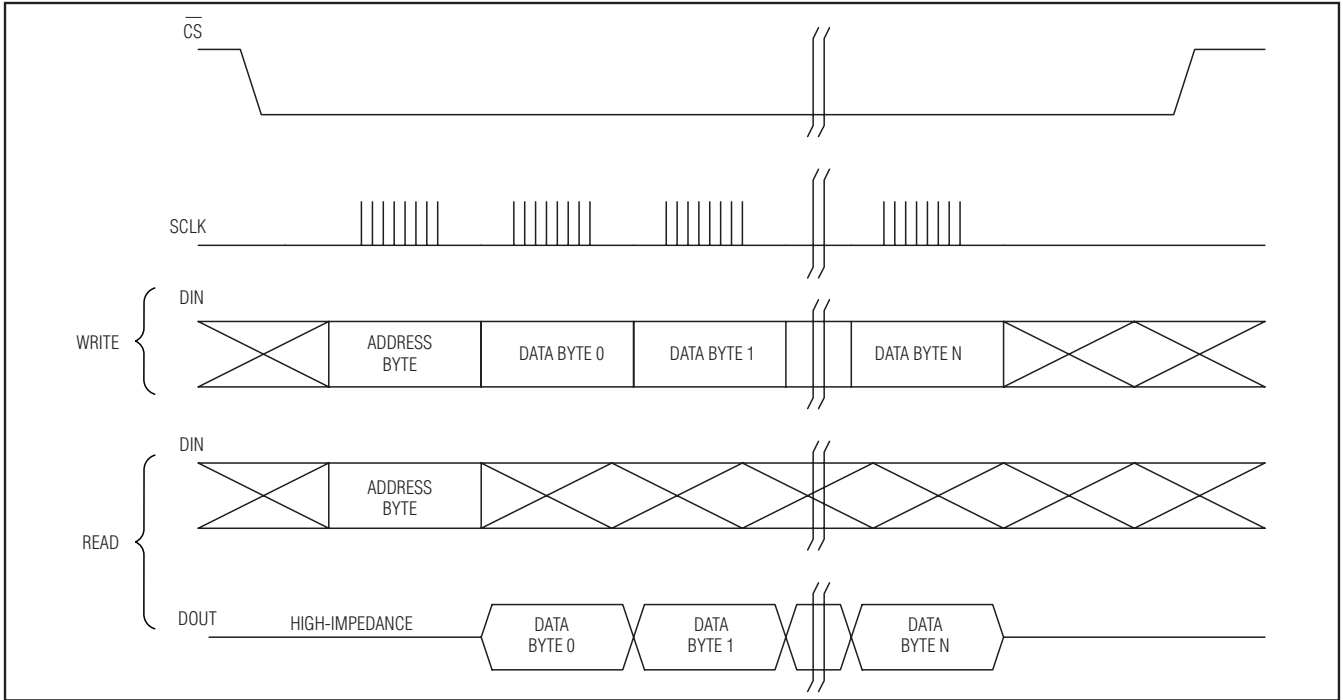 CS
SCLK
DIN
WRITE
ADDRESS
BYTE
DATA BYTE 0
DATA BYTE 1
DATA BYTE N
DIN
ADDRESS
BYTE
READ
DOUT
HIGH-IMPEDANCE
DATA
BYTE 0
DATA
BYTE 1
DATA
BYTE N